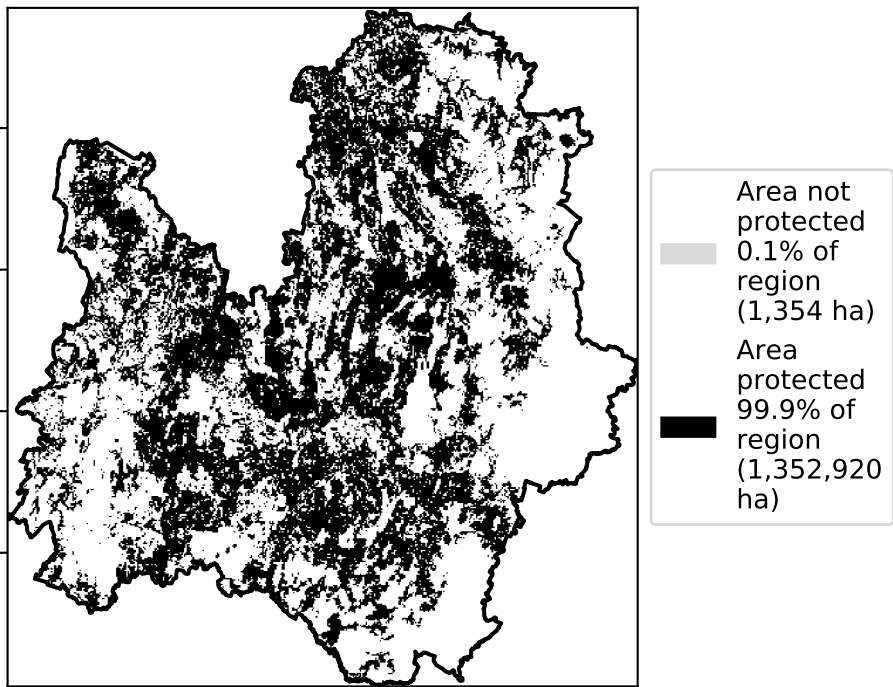 Area not
protected
0.1% of
region
(1,354 ha)
Area
protected
99.9% of
region
(1,352,920
ha)